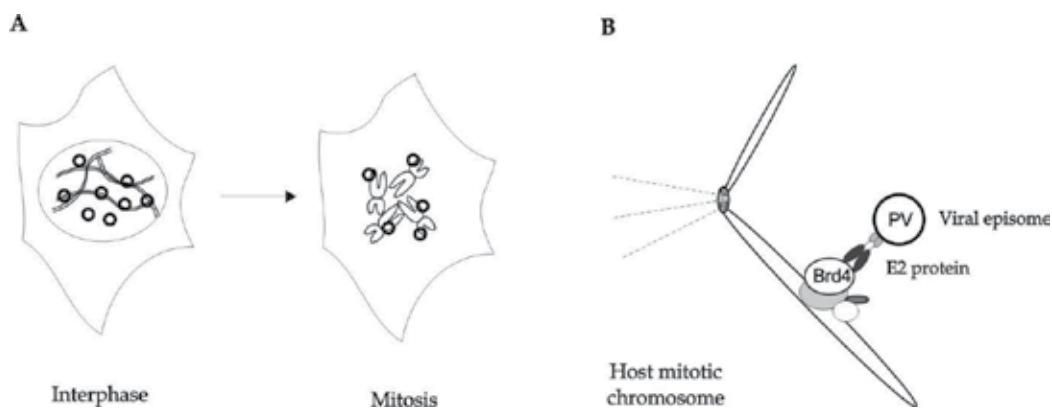 A
B
PV
Viral episome
Brd4
E2 protein
Interphase
Mitosis
Host mitotic
chromosome